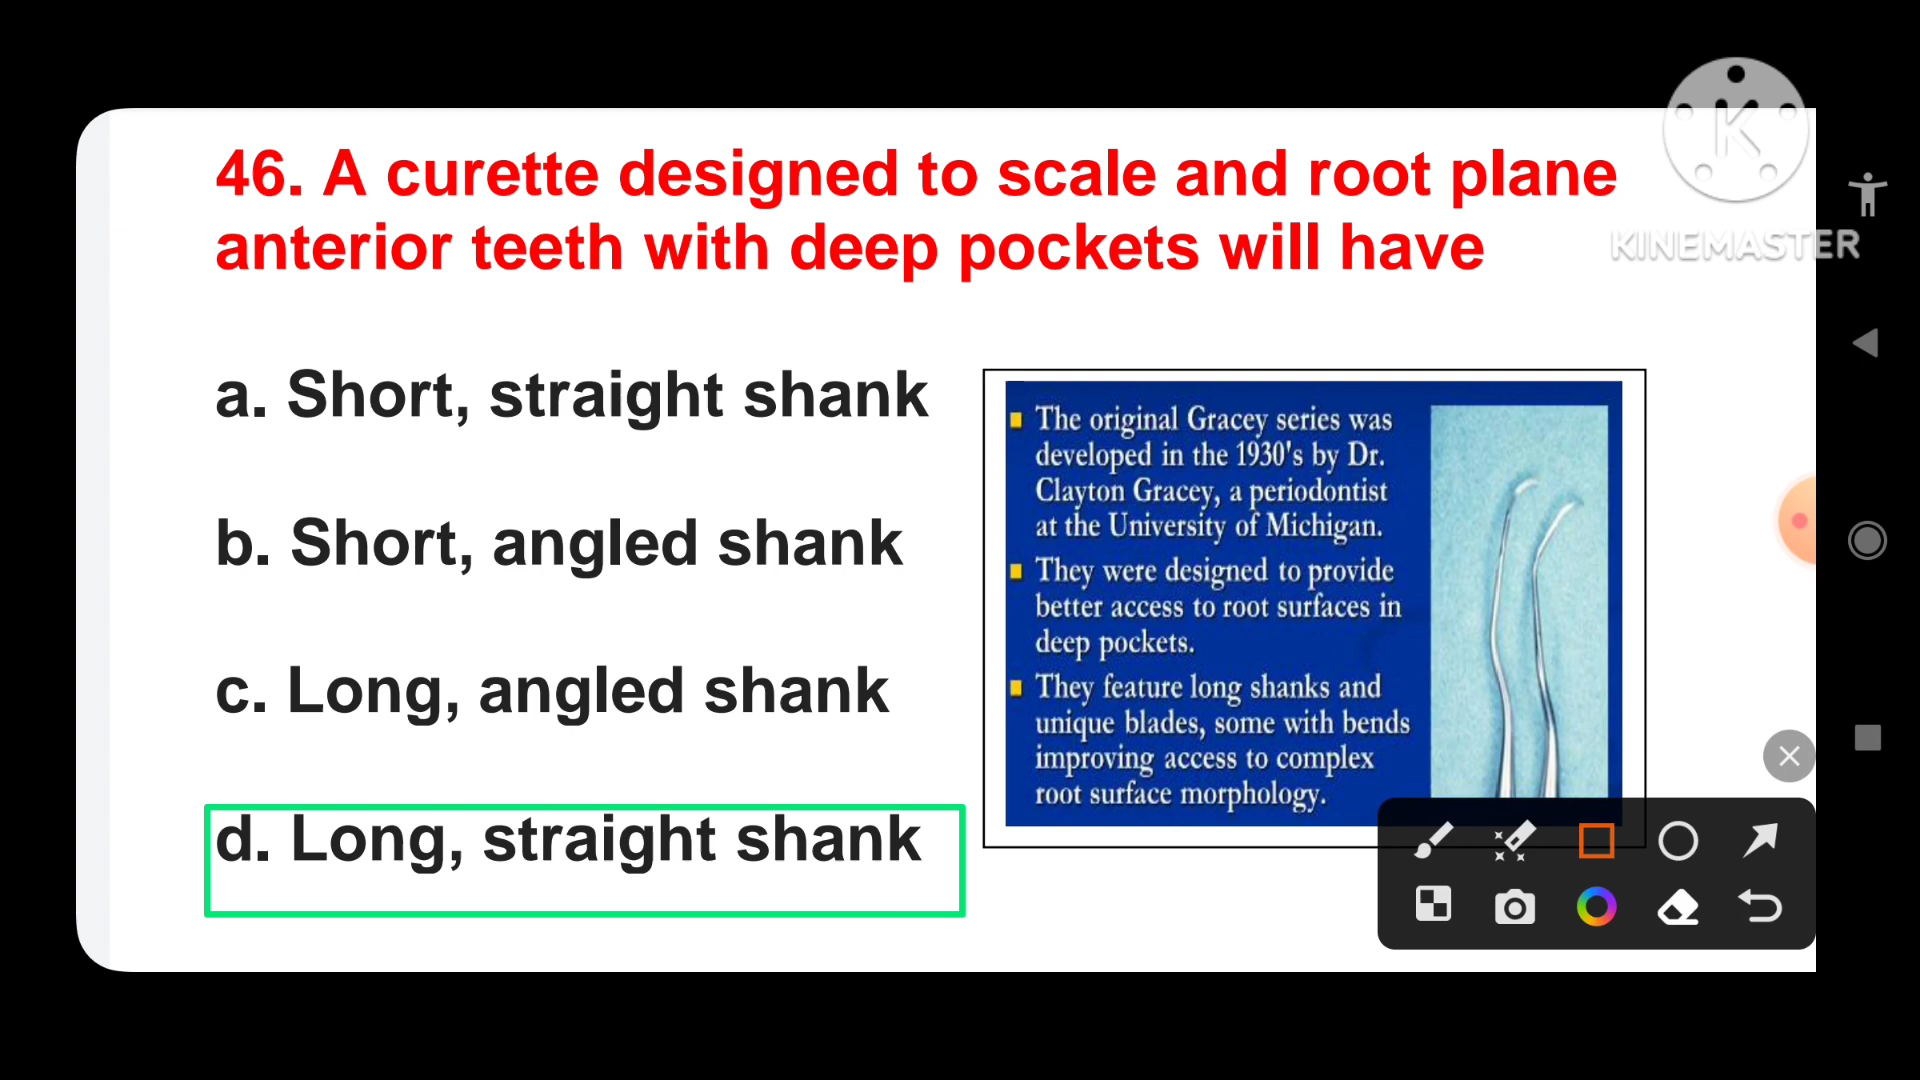 46. A curette designed to scale and root plane
anterior teeth with deep pockets will have
a. Short, straight shank
b. Short, angled shank
c. Long, angled shank
d. Long, straight shank
The original Gracey series was
developed in the 1930's by Dr.
Clayton Gracey, a periodontist
at the University of Michigan.
They were designed to provide
better access to root surfaces in
deep pockets.
They feature long shanks and
unique blades, some with bends
improving access to complex
root surface morphology.
K
KINEMASTER